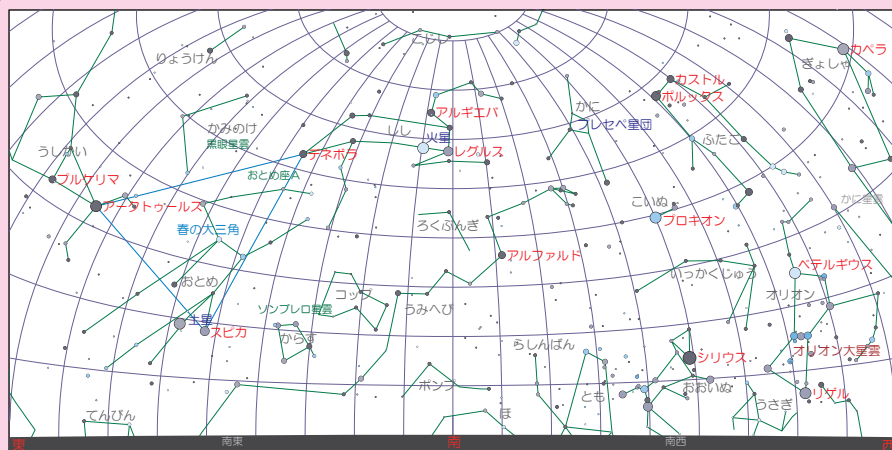 こじし
カペラ
りょうけん
ぎょしゃ
カストル
ポルックス
アルギエバ
かに
プレセペ星団
かみのけ
しし
火星
ふたご
黒眼星雲
うしかい
デネボラ
レグルス
おとめ座A
プルケリマ
かに星雲
アークトゥールス
こいぬ
プロキオン
ろくぶんぎ
春の大三角
アルファルド
ベテルギウス
いっかくじゅう
おとめ
コップ
オリオン
ソンブレロ星雲
うみへび
土星
スピカ
からす
らしんばん
オリオン大星雲
シリウス
ポンプ
おおいぬ
とも
リゲル
うさぎ
てんびん
ほ
東
南東
南
南西
西